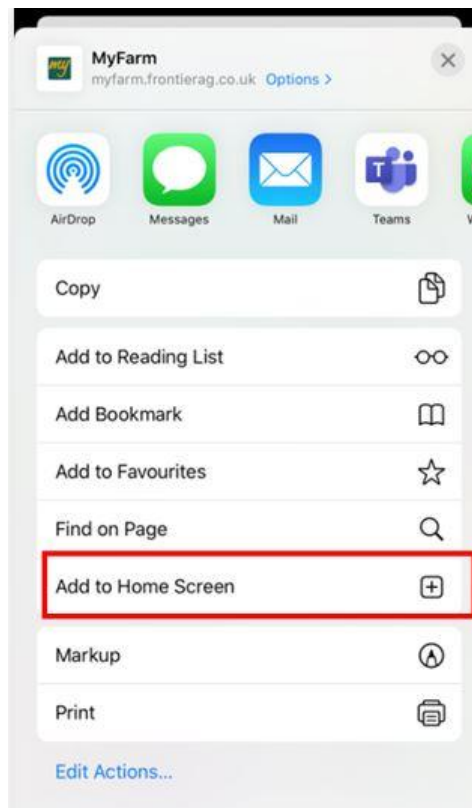 my
MyFarm
myfarm.frontierag.co.uk Options >
AirDrop Messages Mail Teams
Copy
Add to Reading List
Add Bookmark
Add to Favourites
Find on Page
Add to Home Screen
Markup
Print
Edit Actions...